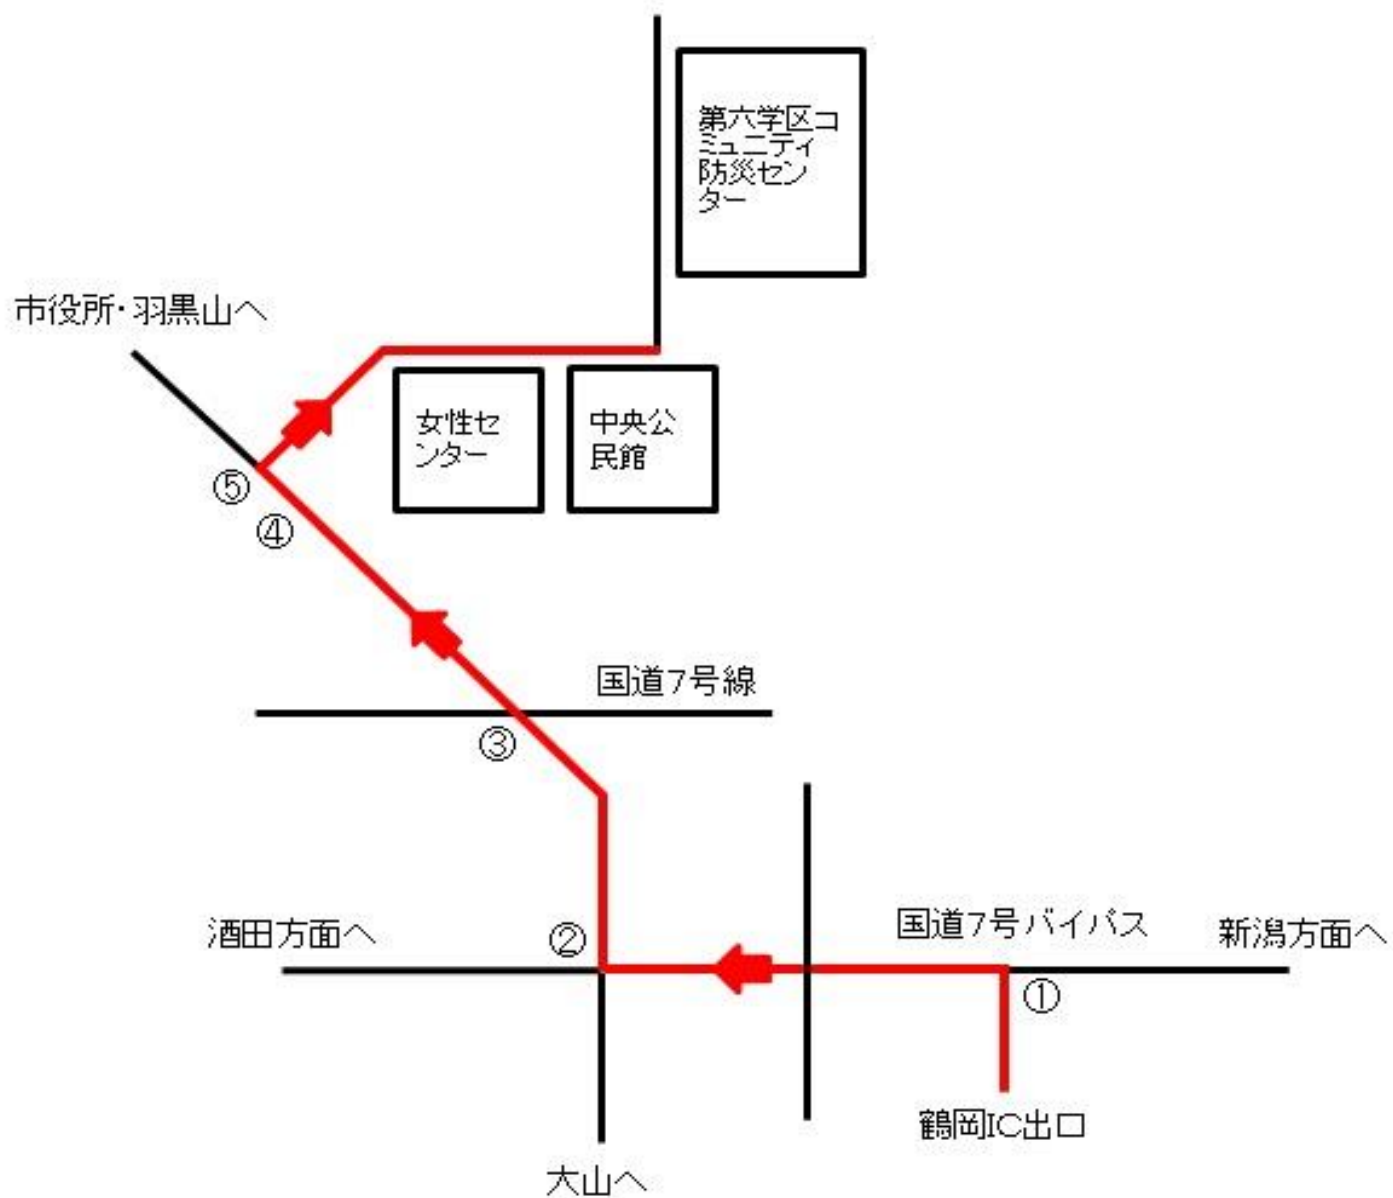 第六学区コ
ミュニティ
防災セン
ター
市役所・羽黒山へ
女性セ
ンター
中央公
民館
⑤
④
国道7号線
③
国道7号バイパス
新潟方面へ
酒田方面へ
②
①
鶴岡IC出口
大山へ